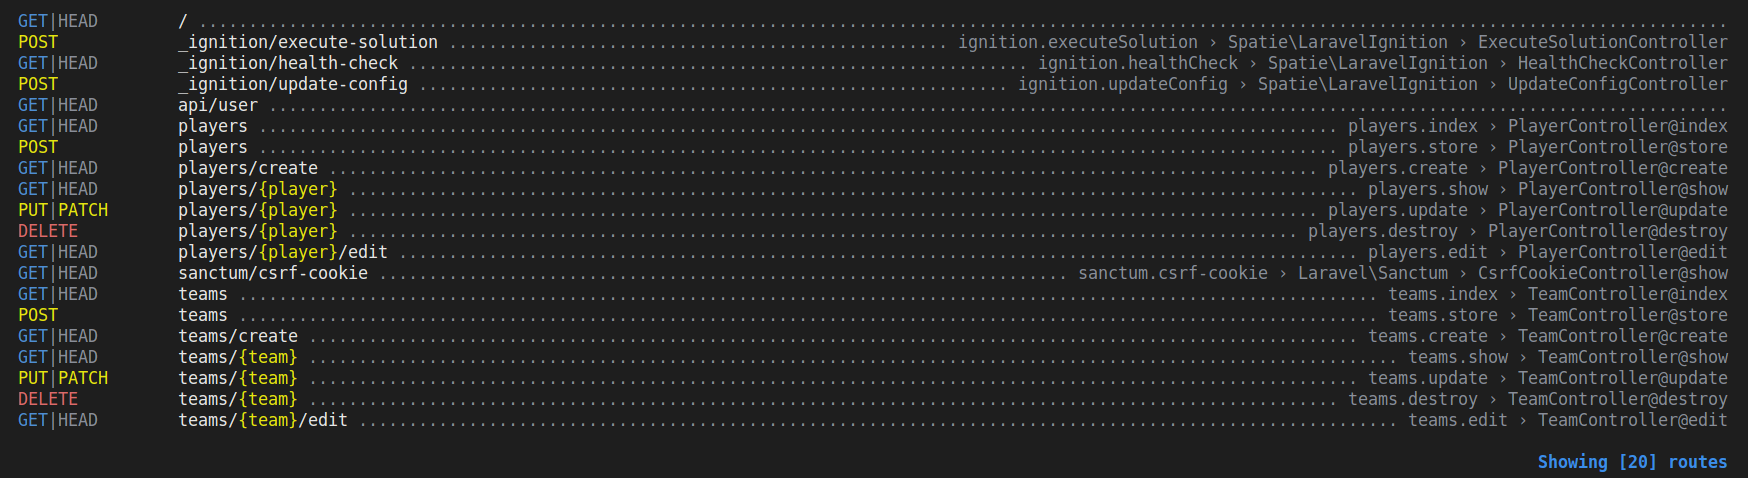 GET|HEAD / ........................................................................................................................................................
POST _ignition/execute-solution .................................................. ignition.executeSolution › Spatie\LaravelIgnition › ExecuteSolutionController
GET|HEAD _ignition/health-check .............................................................. ignition.healthCheck › Spatie\LaravelIgnition › HealthCheckController
POST _ignition/update-config ........................................................... ignition.updateConfig › Spatie\LaravelIgnition › UpdateConfigController
GET|HEAD api/user ..................................................................................................................................................
players ............................................................................................................ players.index › PlayerController@index
POST players ............................................................................................................ players.store › PlayerController@store
GET|HEAD players/create ................................................................................................... players.create › PlayerController@create
GET|HEAD players/{player} ..................................................................................................... players.show › PlayerController@show
PUT|PATCH players/{player} ................................................................................................. players.update › PlayerController@update
DELETE players/{player} ............................................................................................... players.destroy › PlayerController@destroy
GET|HEAD players/{player}/edit ................................................................................................ players.edit › PlayerController@edit
GET|HEAD sanctum/csrf-cookie ..................................................................... sanctum.csrf-cookie › Laravel\Sanctum › CsrfCookieController@show
GET|HEAD teams .................................................................................................................. teams.index › TeamController@index
POST teams .................................................................................................................. teams.store › TeamController@store
GET|HEAD teams/create ......................................................................................................... teams.create › TeamController@create
GET|HEAD teams/{team} ............................................................................................................. teams.show › TeamController@show
PUT|PATCH teams/{team} ......................................................................................................... teams.update › TeamController@update
DELETE teams/{team} ....................................................................................................... teams.destroy › TeamController@destroy
GET|HEAD teams/{team}/edit ........................................................................................................ teams.edit › TeamController@edit
Showing [20] routes